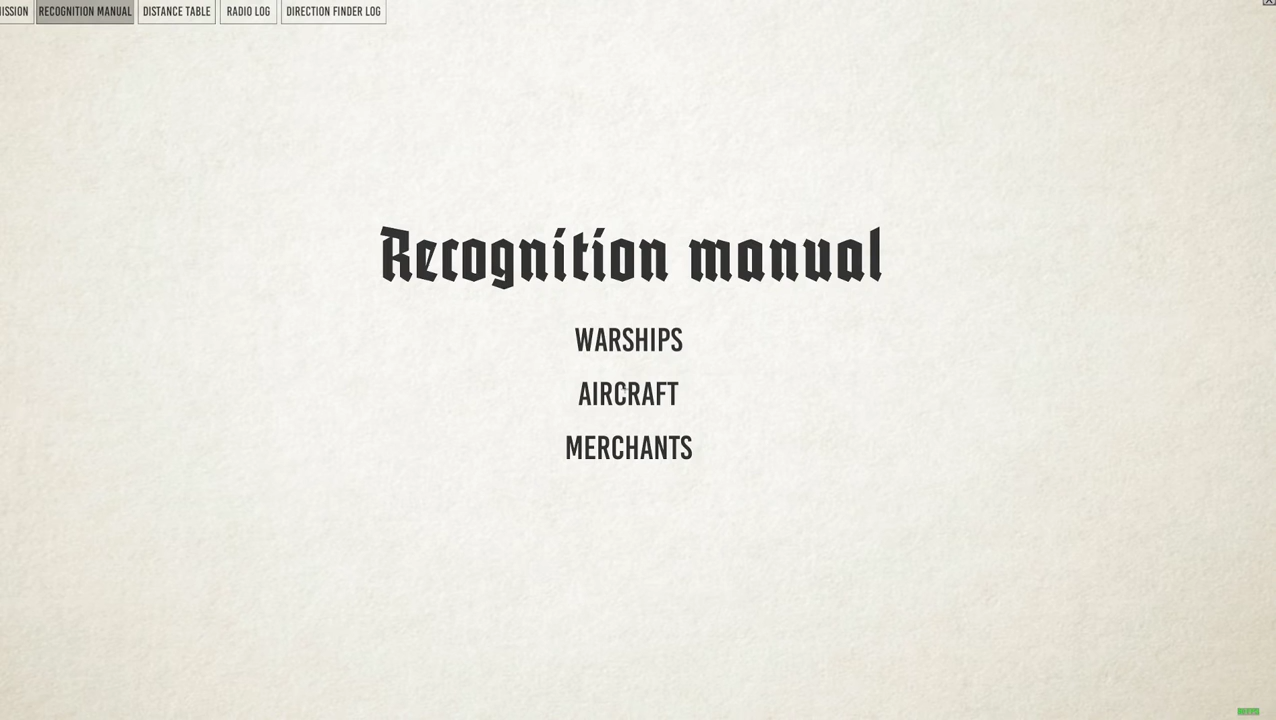 ISSION RECOGNITION MANUAL DISTANCE TABLE RADIO LOG DIRECTION FINDER LOG
Recognition manual
WARSHIPS
AIRCRAFT
MERCHANTS